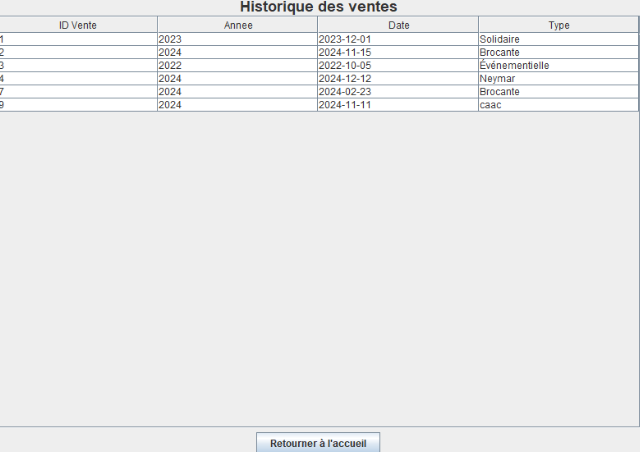 Historique des ventes
ID Vente Annee Date Type
1 2023 2023-12-01 Solidaire
2 2024 2024-11-15 Brocante
3 2022 2022-10-05 Événementielle
4 2024 2024-12-12 Neymar
7 2024 2024-02-23 Brocante
9 2024 2024-11-11 caac
Retourner à l'accueil